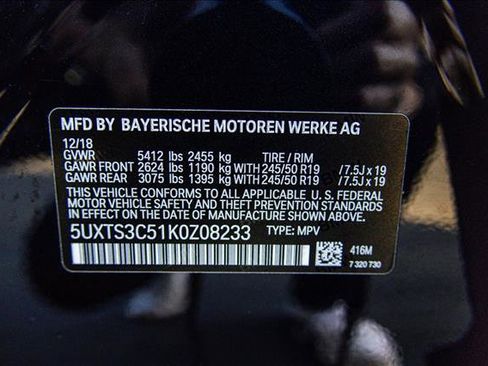 MFD BY BAYERISCHE MOTOREN WERKE AG
12/18
GVWR 5412 lbs 2455 kg TIRE / RIM
GAWR FRONT 2624 lbs 1190 kg WITH 245/50 R19 /7.5J x 19
GAWR REAR 3075 lbs 1395 kg WITH 245/50 R19 /7.5J x 19
THIS VEHICLE CONFORMS TO ALL APPLICABLE U. S. FEDERAL
MOTOR VEHICLE SAFETY AND THEFT PREVENTION STANDARDS
IN EFFECT ON THE DATE OF MANUFACTURE SHOWN ABOVE.
5UXTS3C51K0Z08233 TYPE: MPV
416M
7 320 730